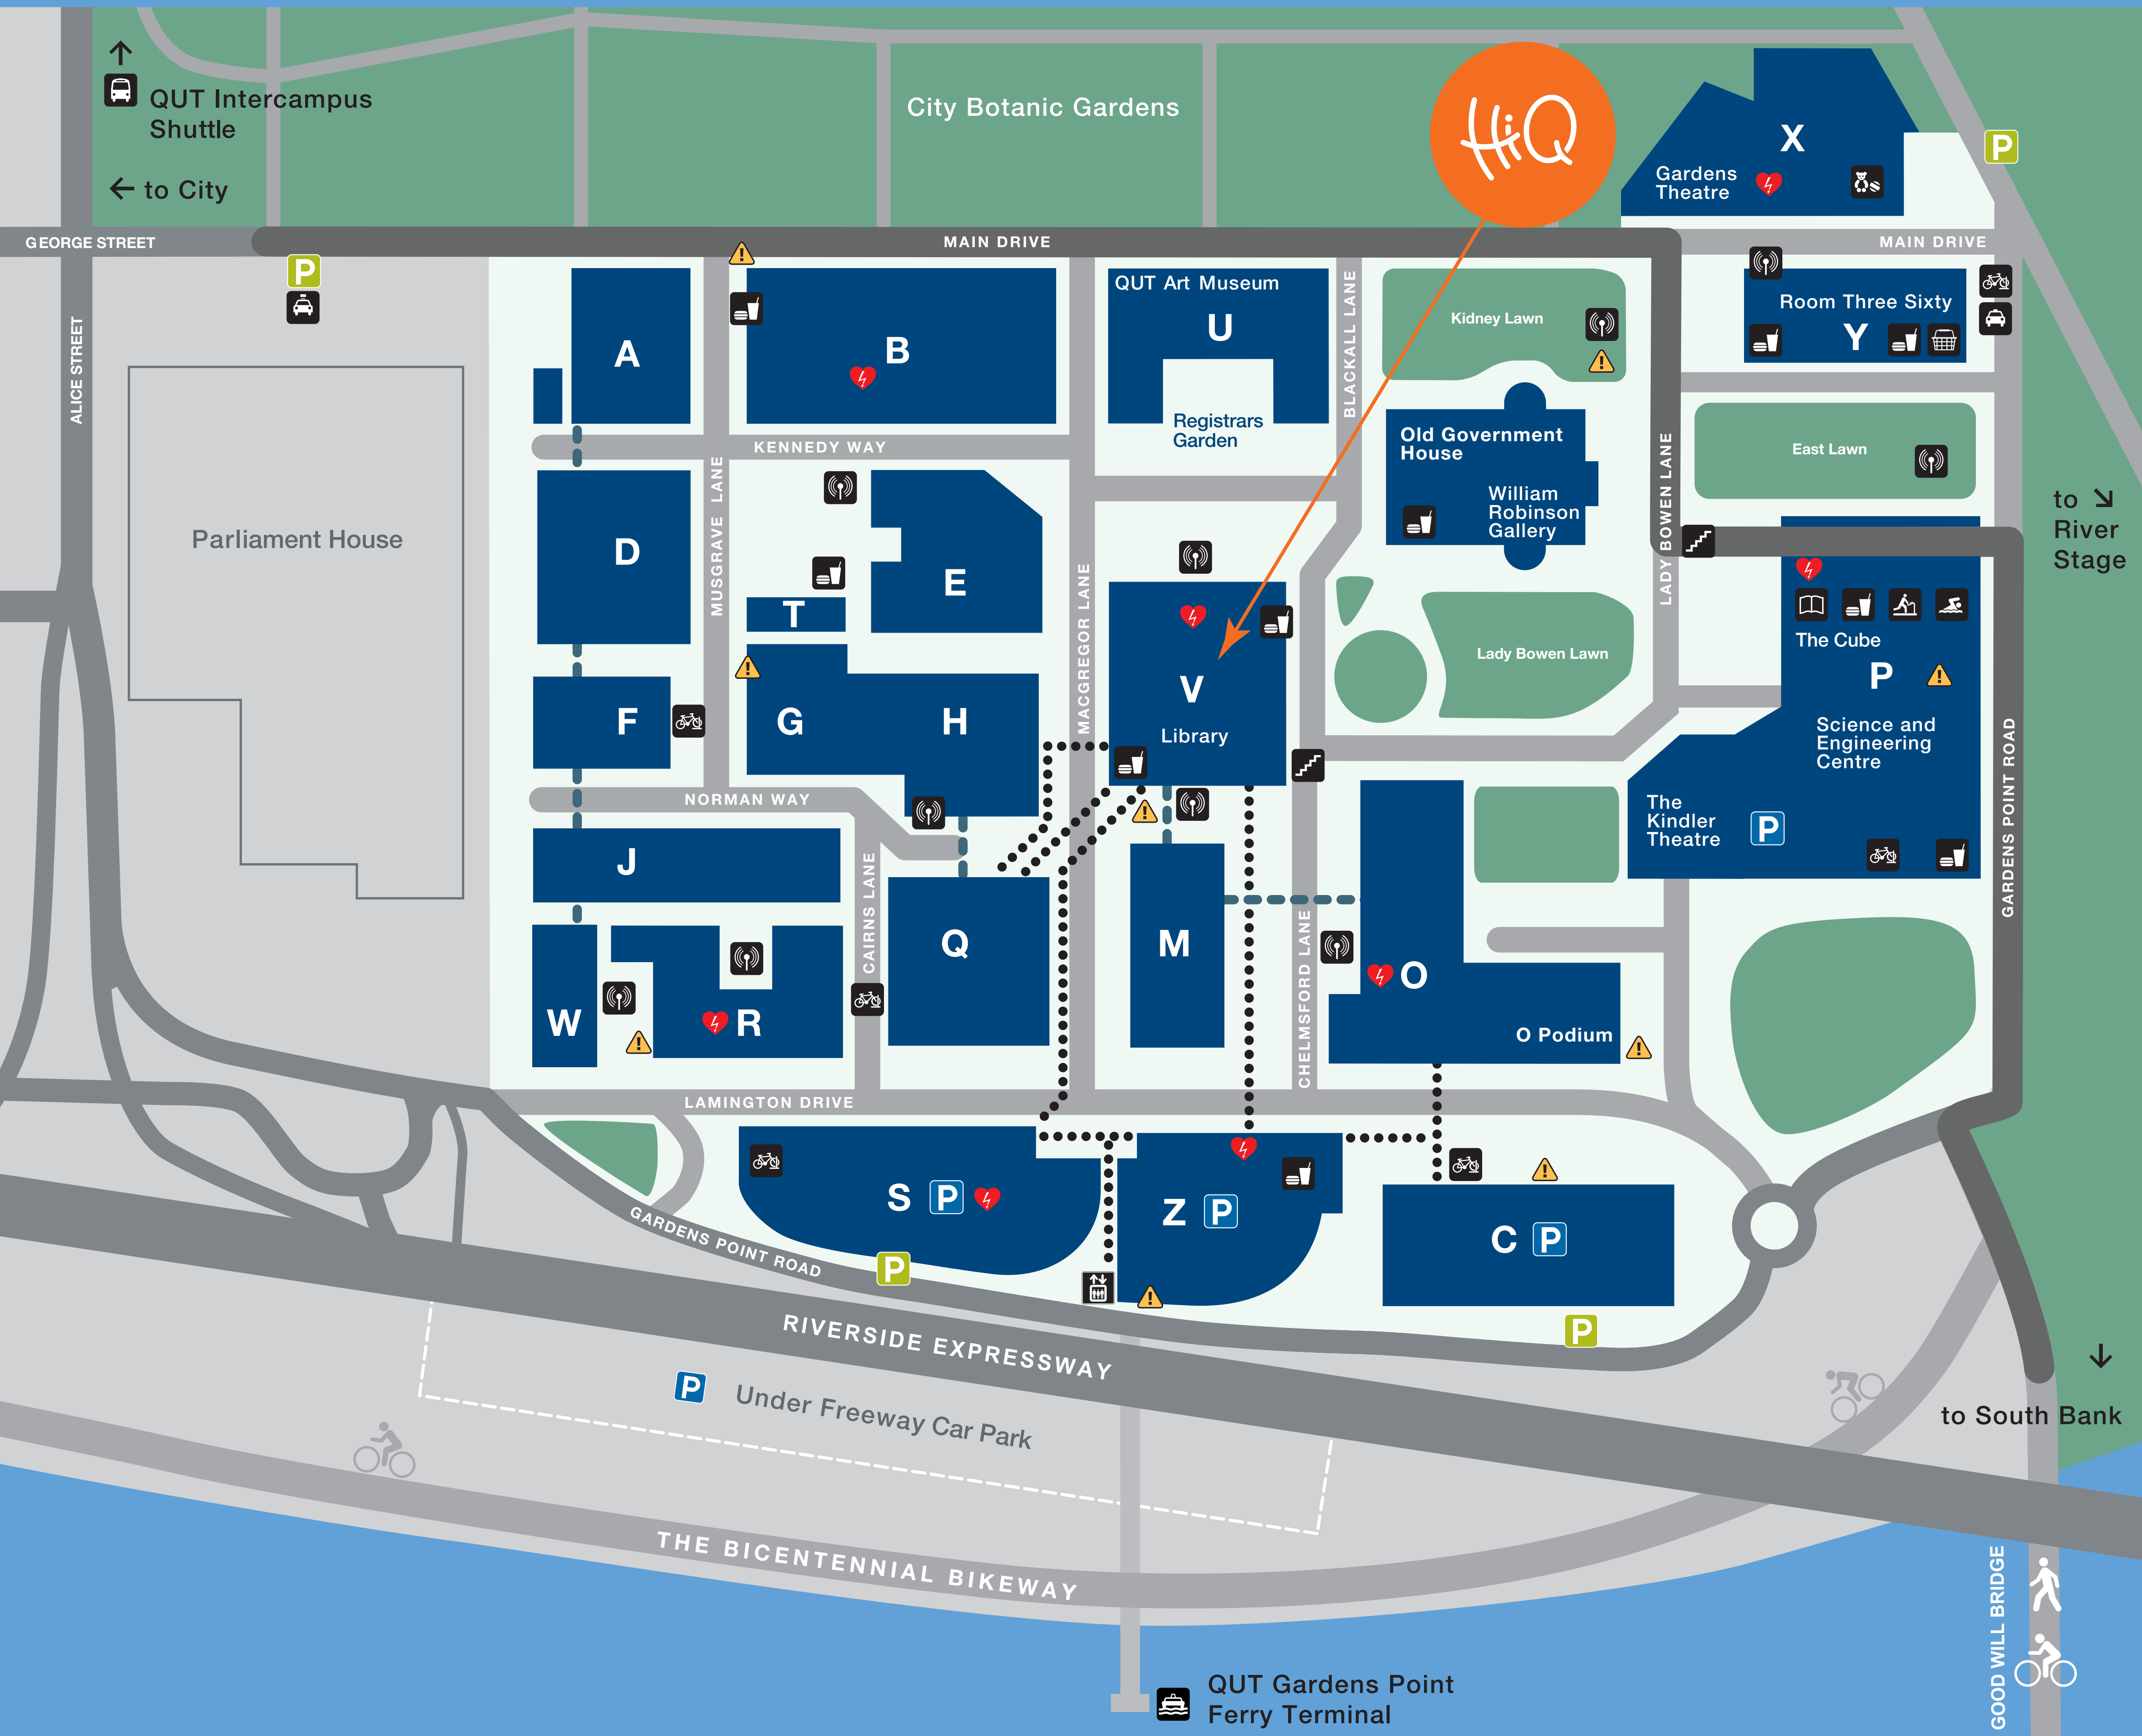 QUT Intercampus
Shuttle
to City
City Botanic Gardens
HiQ
X
Gardens
Theatre
P
GEORGE STREET
MAIN DRIVE
MAIN DRIVE
P
ALICE STREET
Parliament House
A
B
QUT Art Museum
U
Registrars
Garden
BLACKALL LANE
Kidney Lawn
Room Three Sixty
Y
KENNEDY WAY
MUSGRAVE LANE
Old Government
House
William
Robinson
Gallery
LADY BOWEN LANE
East Lawn
to
River
Stage
D
E
T
MACGREGOR LANE
V
Library
Lady Bowen Lawn
The Cube
P
Science and
Engineering
Centre
The
Kindler
Theatre
P
GARDENS POINT ROAD
F
G
H
NORMAN WAY
J
CAIRNS LANE
Q
M
CHELMSFORD LANE
O
O Podium
W
R
LAMINGTON DRIVE
S P
Z P
C P
GARDENS POINT ROAD
P
P
RIVERSIDE EXPRESSWAY
P
Under Freeway Car Park
to South Bank
THE BICENTENNIAL BIKEWAY
GOOD WILL BRIDGE
QUT Gardens Point
Ferry Terminal